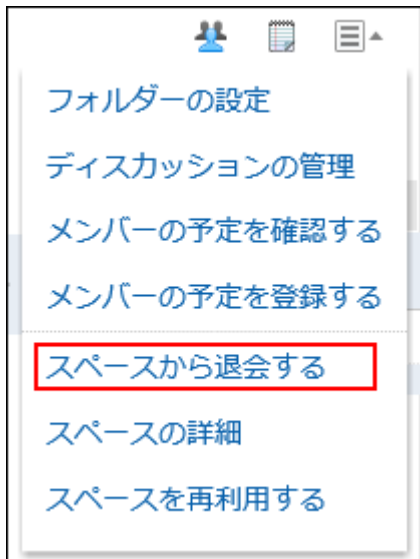 フォルダーの設定
ディスカッションの管理
メンバーの予定を確認する
メンバーの予定を登録する
スペースから退会する
スペースの詳細
スペースを再利用する